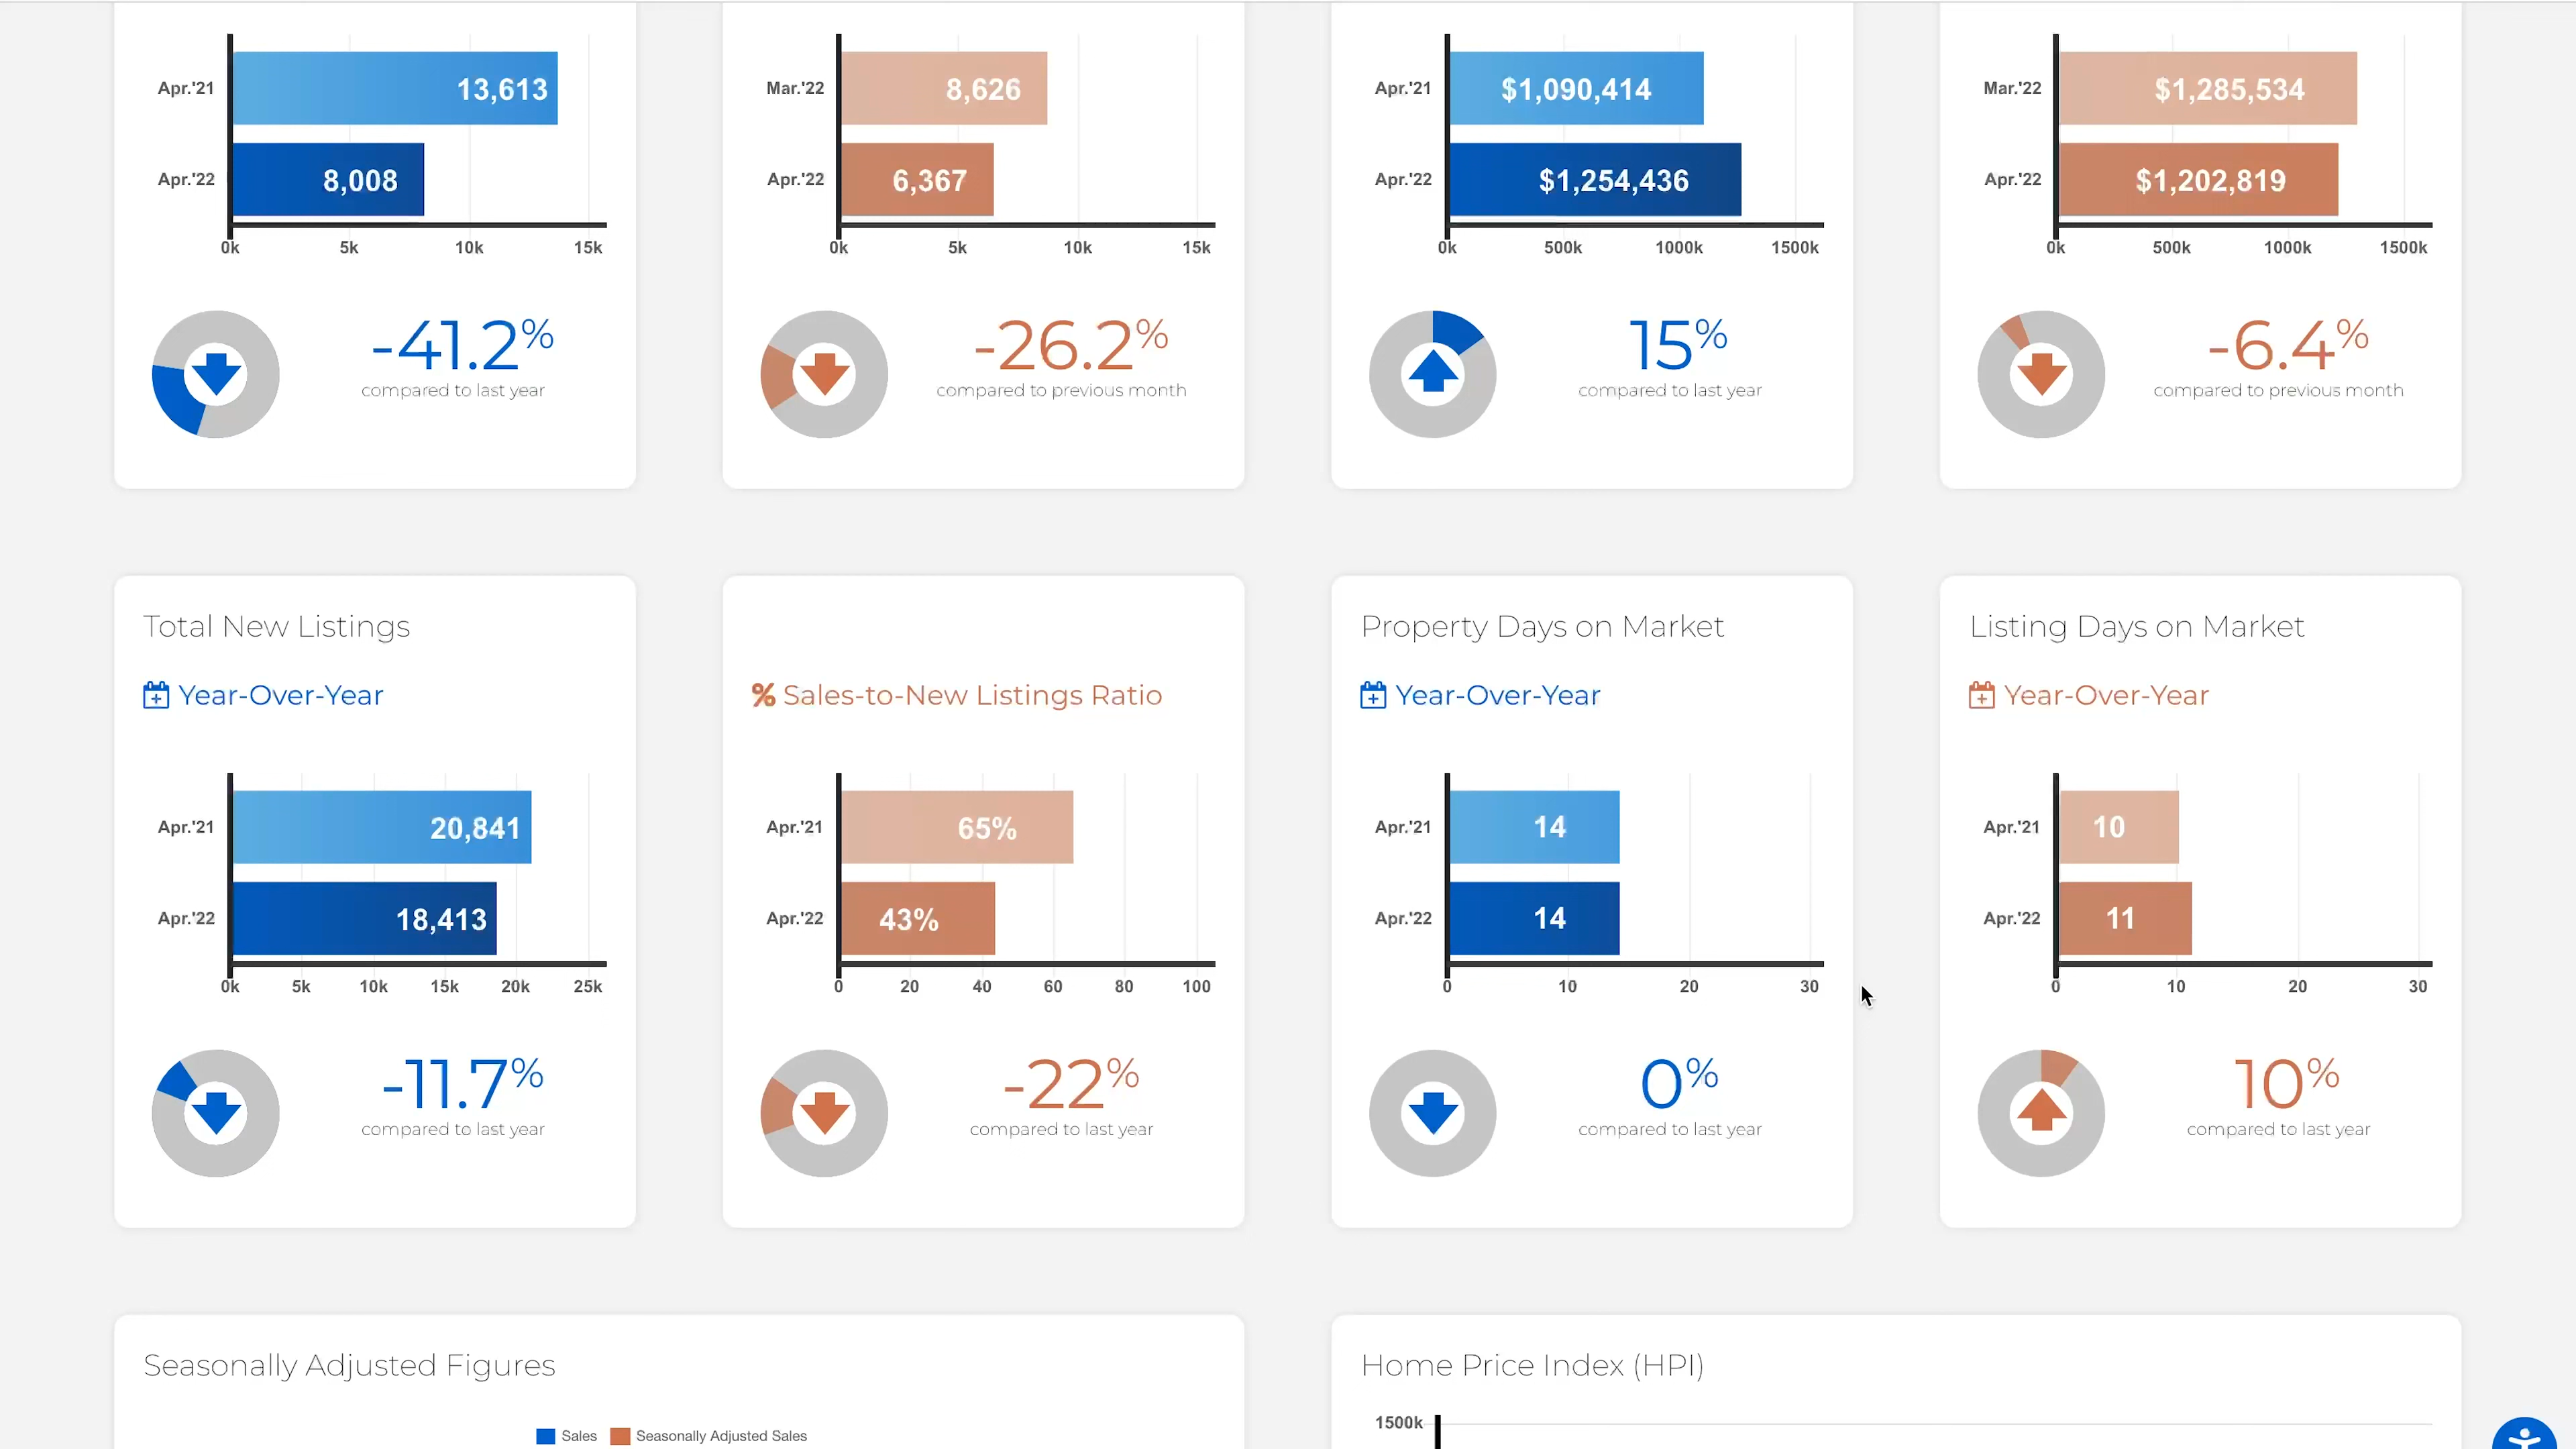 Apr.'21
13,613
Apr.'22
8,008
0k 5k 10k 15k
-41.2%
compared to last year
Mar.'22
8,626
Apr.'22
6,367
0k 5k 10k 15k
-26.2%
compared to previous month
Apr.'21
$1,090,414
Apr.'22
$1,254,436
0k 500k 1000k 1500k
15%
compared to last year
Mar.'22
$1,285,534
Apr.'22
$1,202,819
0k 500k 1000k 1500k
-6.4%
compared to previous month
Total New Listings
Year-Over-Year
Apr.'21
20,841
Apr.'22
18,413
0k 5k 10k 15k 20k 25k
-11.7%
compared to last year
% Sales-to-New Listings Ratio
Apr.'21
65%
Apr.'22
43%
0 20 40 60 80 100
-22%
compared to last year
Property Days on Market
Year-Over-Year
Apr.'21
14
Apr.'22
14
0 10 20 30
0%
compared to last year
Listing Days on Market
Year-Over-Year
Apr.'21
10
Apr.'22
11
0 10 20 30
10%
compared to last year
Seasonally Adjusted Figures
Sales Seasonally Adjusted Sales
Home Price Index (HPI)
1500k